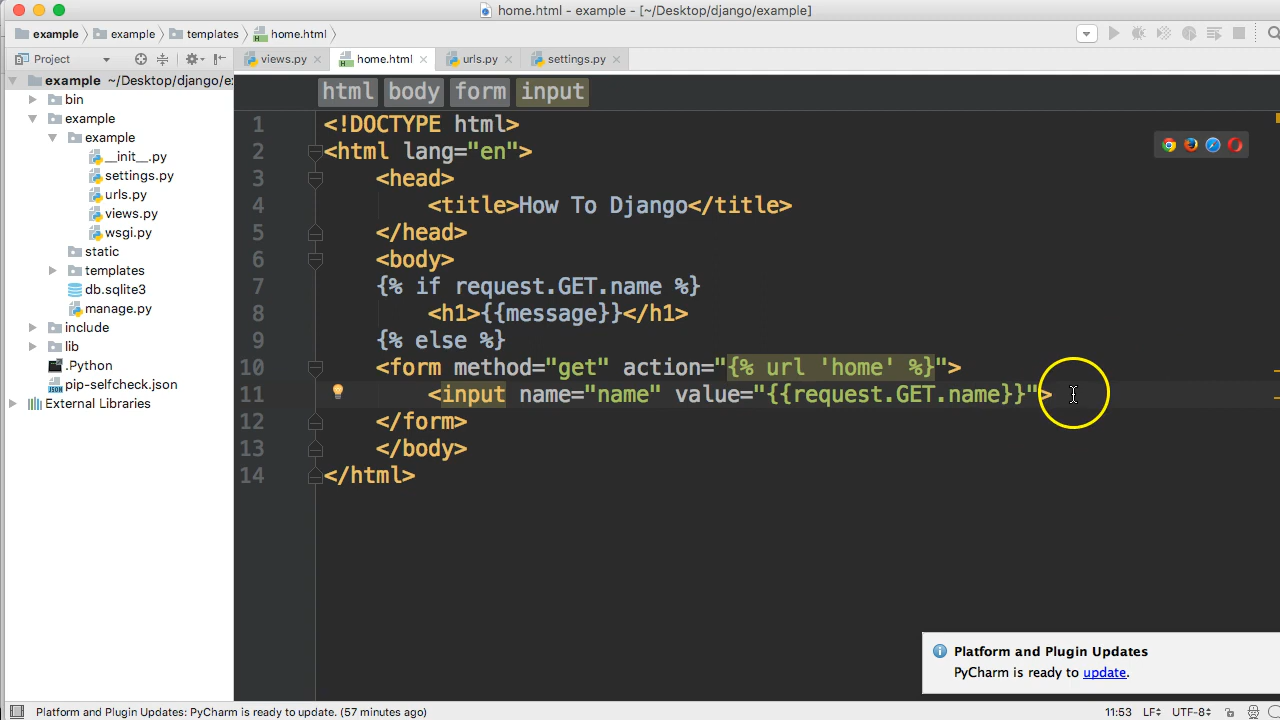 home.html - example - [~/Desktop/django/example]
example example templates home.html
Project views.py home.html urls.py settings.py
example ~/Desktop/django/e
bin
example
example
__init__.py
settings.py
urls.py
views.py
wsgi.py
static
templates
db.sqlite3
manage.py
include
lib
.Python
pip-selfcheck.json
External Libraries
html body form input
1 <!DOCTYPE html>
2 <html lang="en">
3 <head>
4 <title>How To Django</title>
5 </head>
6 <body>
7 {% if request.GET.name %}
8 <h1>{{message}}</h1>
9 {% else %}
10 <form method="get" action="{% url 'home' %}">
11 <input name="name" value="{{request.GET.name}}">
12 </form>
13 </body>
14 </html>
Platform and Plugin Updates
PyCharm is ready to update.
Platform and Plugin Updates: PyCharm is ready to update. (57 minutes ago) 11:53 LF UTF-8